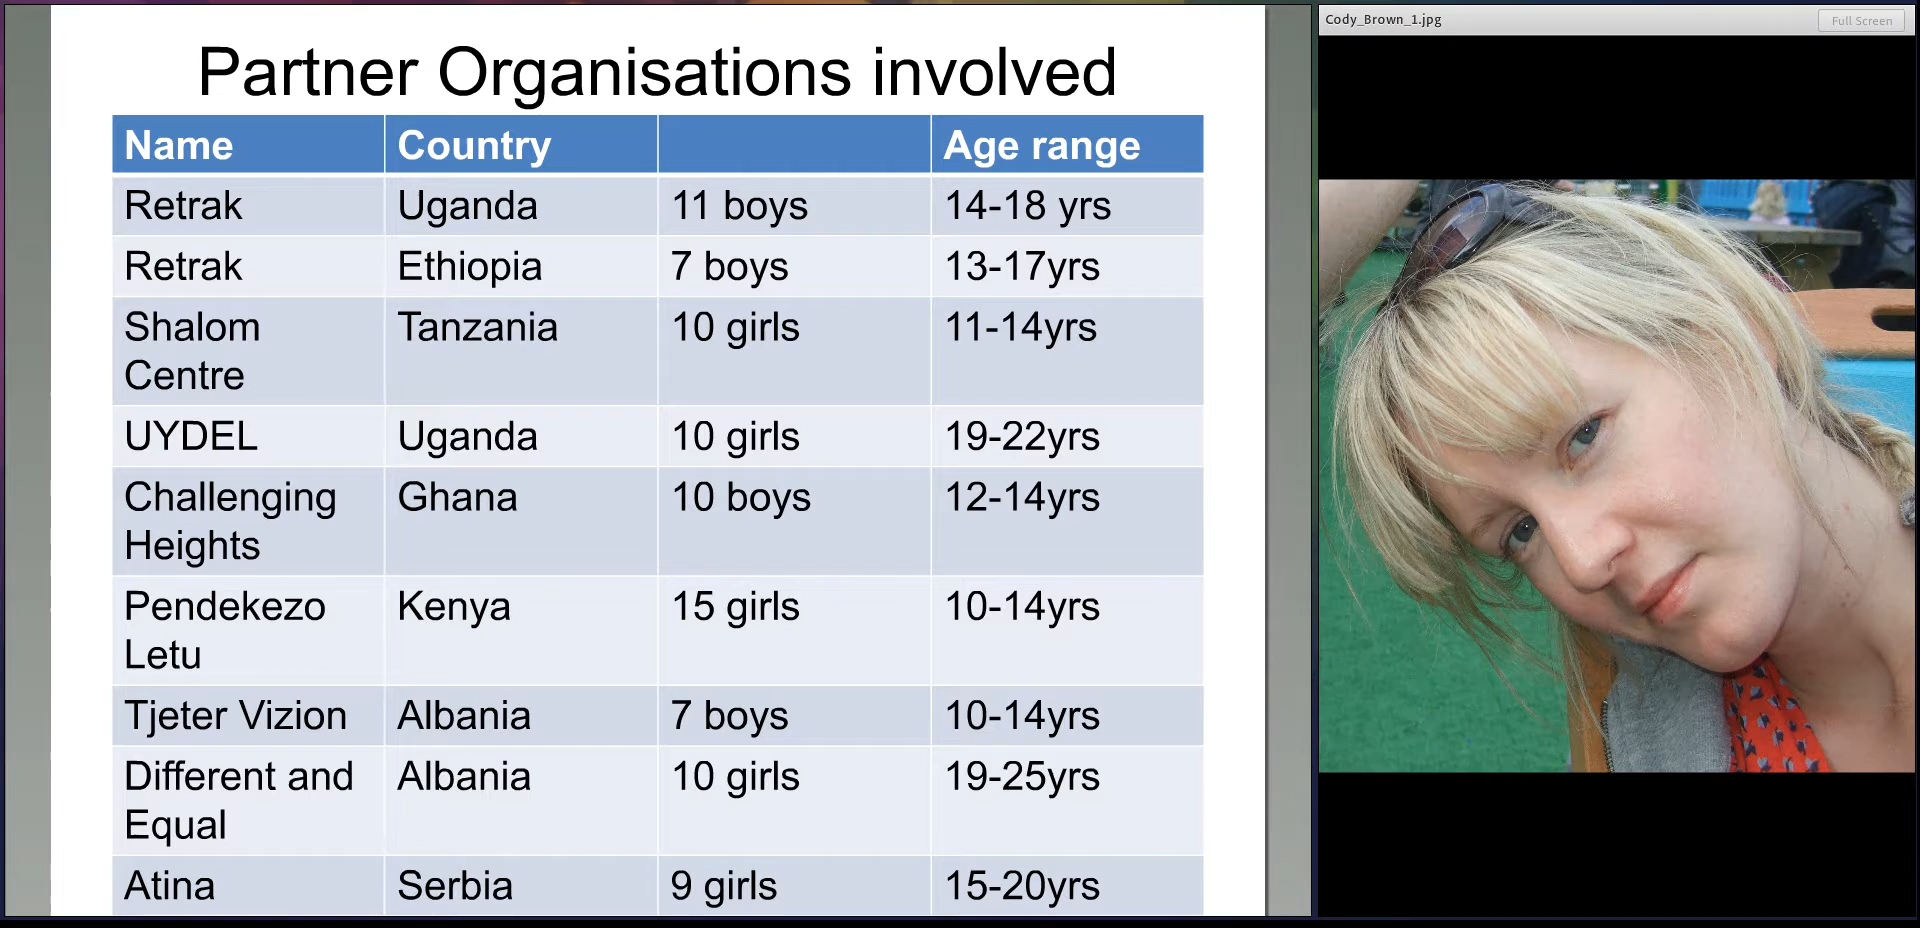 Partner Organisations involved
Name Country Age range
Retrak Uganda 11 boys 14-18 yrs
Retrak Ethiopia 7 boys 13-17yrs
Shalom Tanzania 10 girls 11-14yrs
Centre
UYDEL Uganda 10 girls 19-22yrs
Challenging Ghana 10 boys 12-14yrs
Heights
Pendekezo Kenya 15 girls 10-14yrs
Letu
Tjeter Vizion Albania 7 boys 10-14yrs
Different and Albania 10 girls 19-25yrs
Equal
Atina Serbia 9 girls 15-20yrs
Cody_Brown_1.jpg
Full Screen